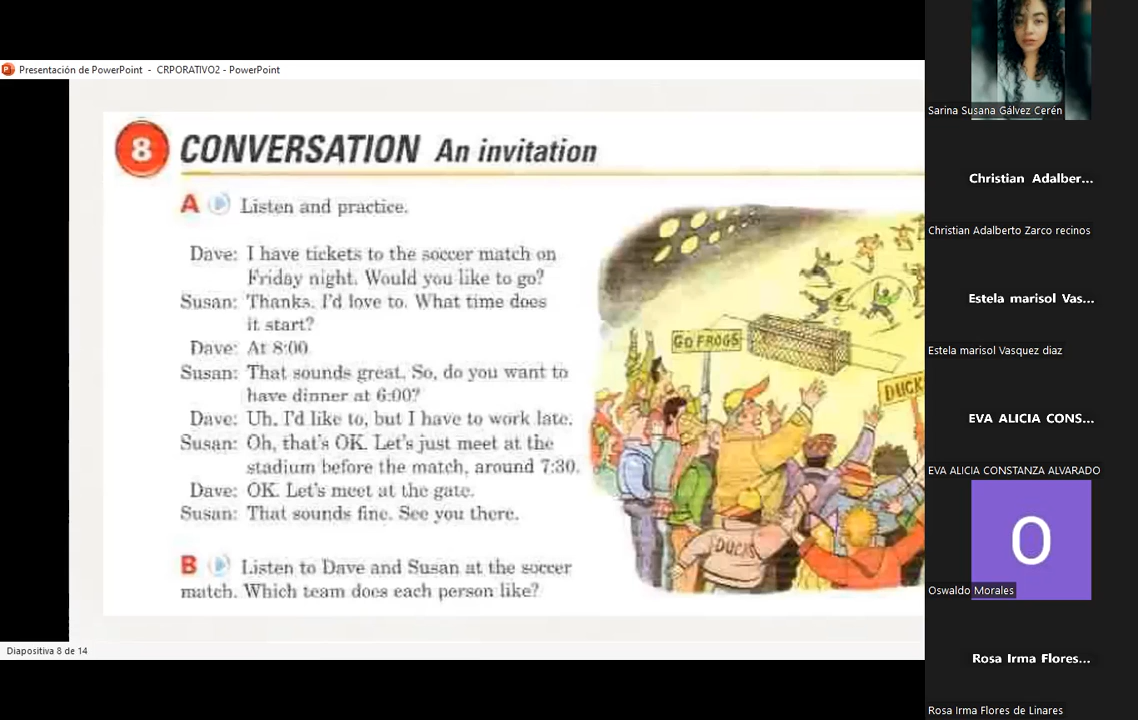 Presentación de PowerPoint - CRPORATIVO2 - PowerPoint
8 CONVERSATION An invitation
A Listen and practice.
Dave: I have tickets to the soccer match on
Friday night. Would you like to go?
Susan: Thanks. I'd love to. What time does
it start?
Dave: At 8:00
Susan: That sounds great. So, do you want to
have dinner at 6:00?
Dave: Uh, I'd like to, but I have to work late.
Susan: Oh, that's OK. Let's just meet at the
stadium before the match, around 7:30.
Dave: OK. Let's meet at the gate.
Susan: That sounds fine. See you there.
B Listen to Dave and Susan at the soccer
match. Which team does each person like?
GO FROGS
DUCK
DUCKS
Diapositiva 8 de 14
Sarina Susana Gálvez Cerén
Christian Adalber...
Christian Adalberto Zarco recinos
Estela marisol Vas...
Estela marisol Vasquez diaz
EVA ALICIA CONS...
EVA ALICIA CONSTANZA ALVARADO
O
Oswaldo Morales
Rosa Irma Flores...
Rosa Irma Flores de Linares